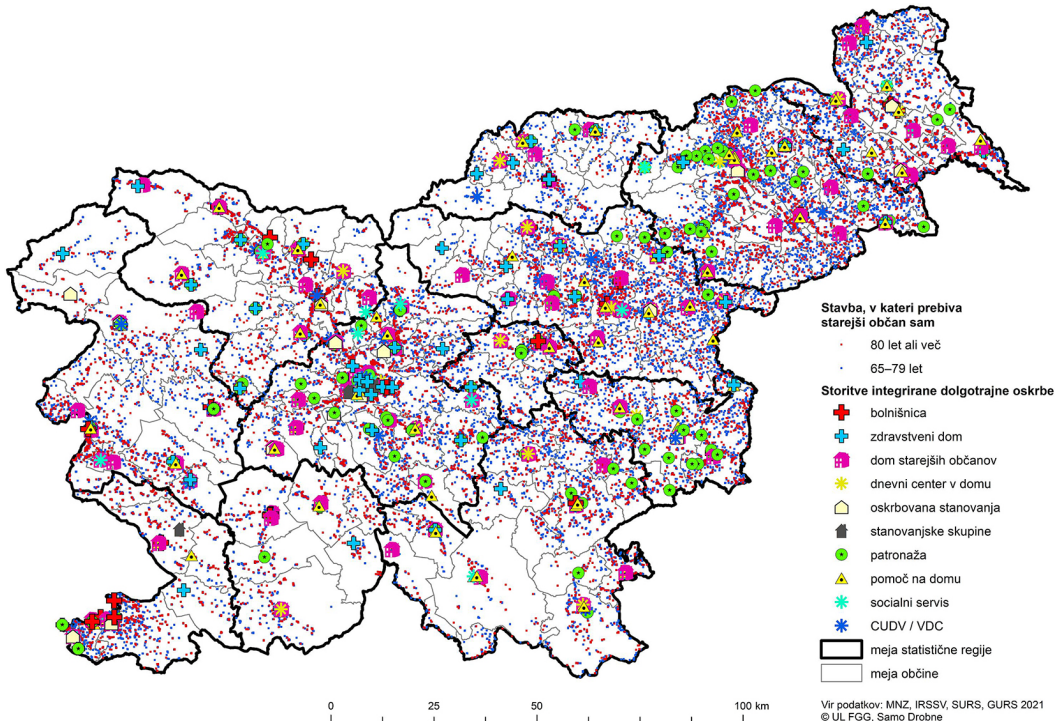 Stavba, v kateri prebiva
starejši občan sam
80 let ali več
65–79 let
Storitve integrirane dolgotrajne oskrbe
bolnišnica
zdravstveni dom
dom starejših občanov
dnevni center v domu
oskrbovana stanovanja
stanovanjske skupine
patronaža
pomoč na domu
socialni servis
CUDV / VDC
meja statistične regije
meja občine
0 25 50 100 km
Vir podatkov: MNZ, IRSSV, SURS, GURS 2021
© UL FGG, Samo Drobne